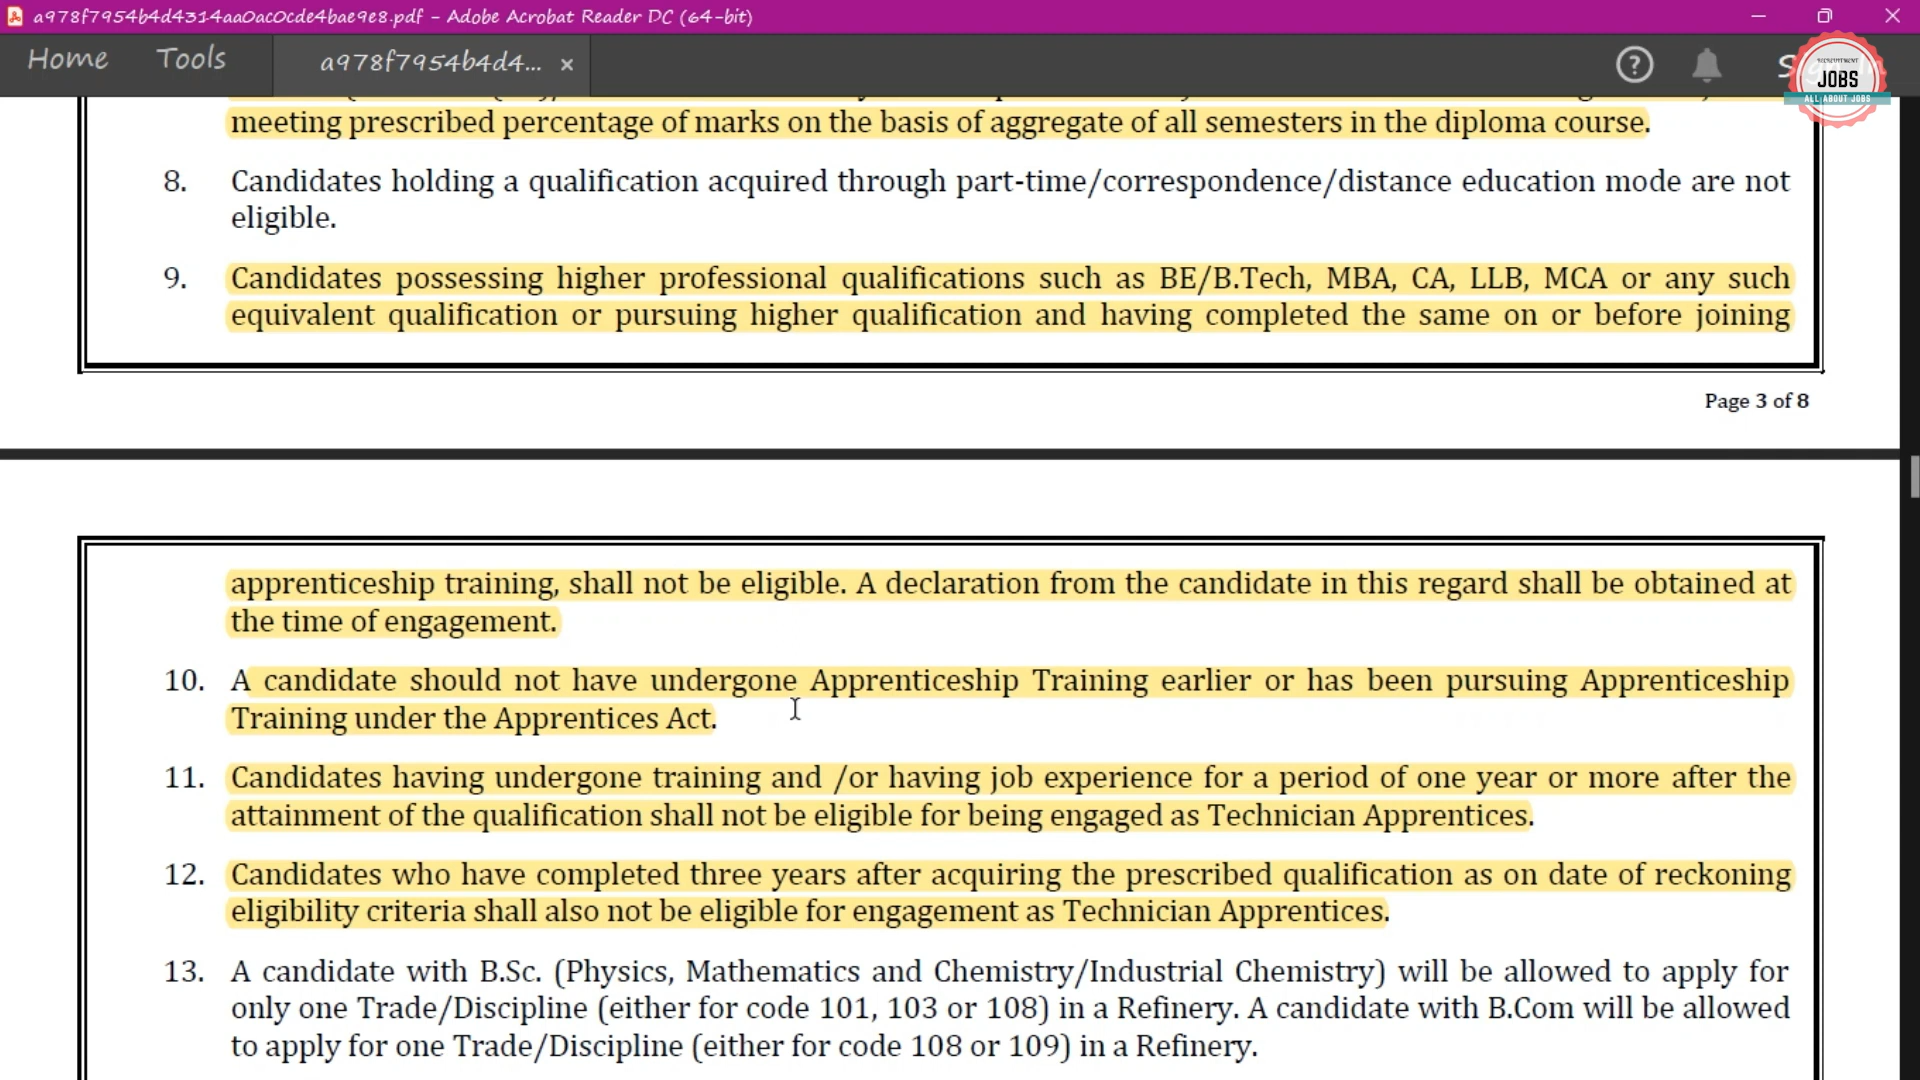 a978f7954b4d4314aa0ac0cde4bae9e8.pdf - Adobe Acrobat Reader DC (64-bit)
Home Tools a978f7954b4d4... ×
RECRUITMENT
JOBS
ALL ABOUT JOBS
meeting prescribed percentage of marks on the basis of aggregate of all semesters in the diploma course.
8. Candidates holding a qualification acquired through part-time/correspondence/distance education mode are not
eligible.
9. Candidates possessing higher professional qualifications such as BE/B.Tech, MBA, CA, LLB, MCA or any such
equivalent qualification or pursuing higher qualification and having completed the same on or before joining
Page 3 of 8
apprenticeship training, shall not be eligible. A declaration from the candidate in this regard shall be obtained at
the time of engagement.
10. A candidate should not have undergone Apprenticeship Training earlier or has been pursuing Apprenticeship
Training under the Apprentices Act.
11. Candidates having undergone training and /or having job experience for a period of one year or more after the
attainment of the qualification shall not be eligible for being engaged as Technician Apprentices.
12. Candidates who have completed three years after acquiring the prescribed qualification as on date of reckoning
eligibility criteria shall also not be eligible for engagement as Technician Apprentices.
13. A candidate with B.Sc. (Physics, Mathematics and Chemistry/Industrial Chemistry) will be allowed to apply for
only one Trade/Discipline (either for code 101, 103 or 108) in a Refinery. A candidate with B.Com will be allowed
to apply for one Trade/Discipline (either for code 108 or 109) in a Refinery.